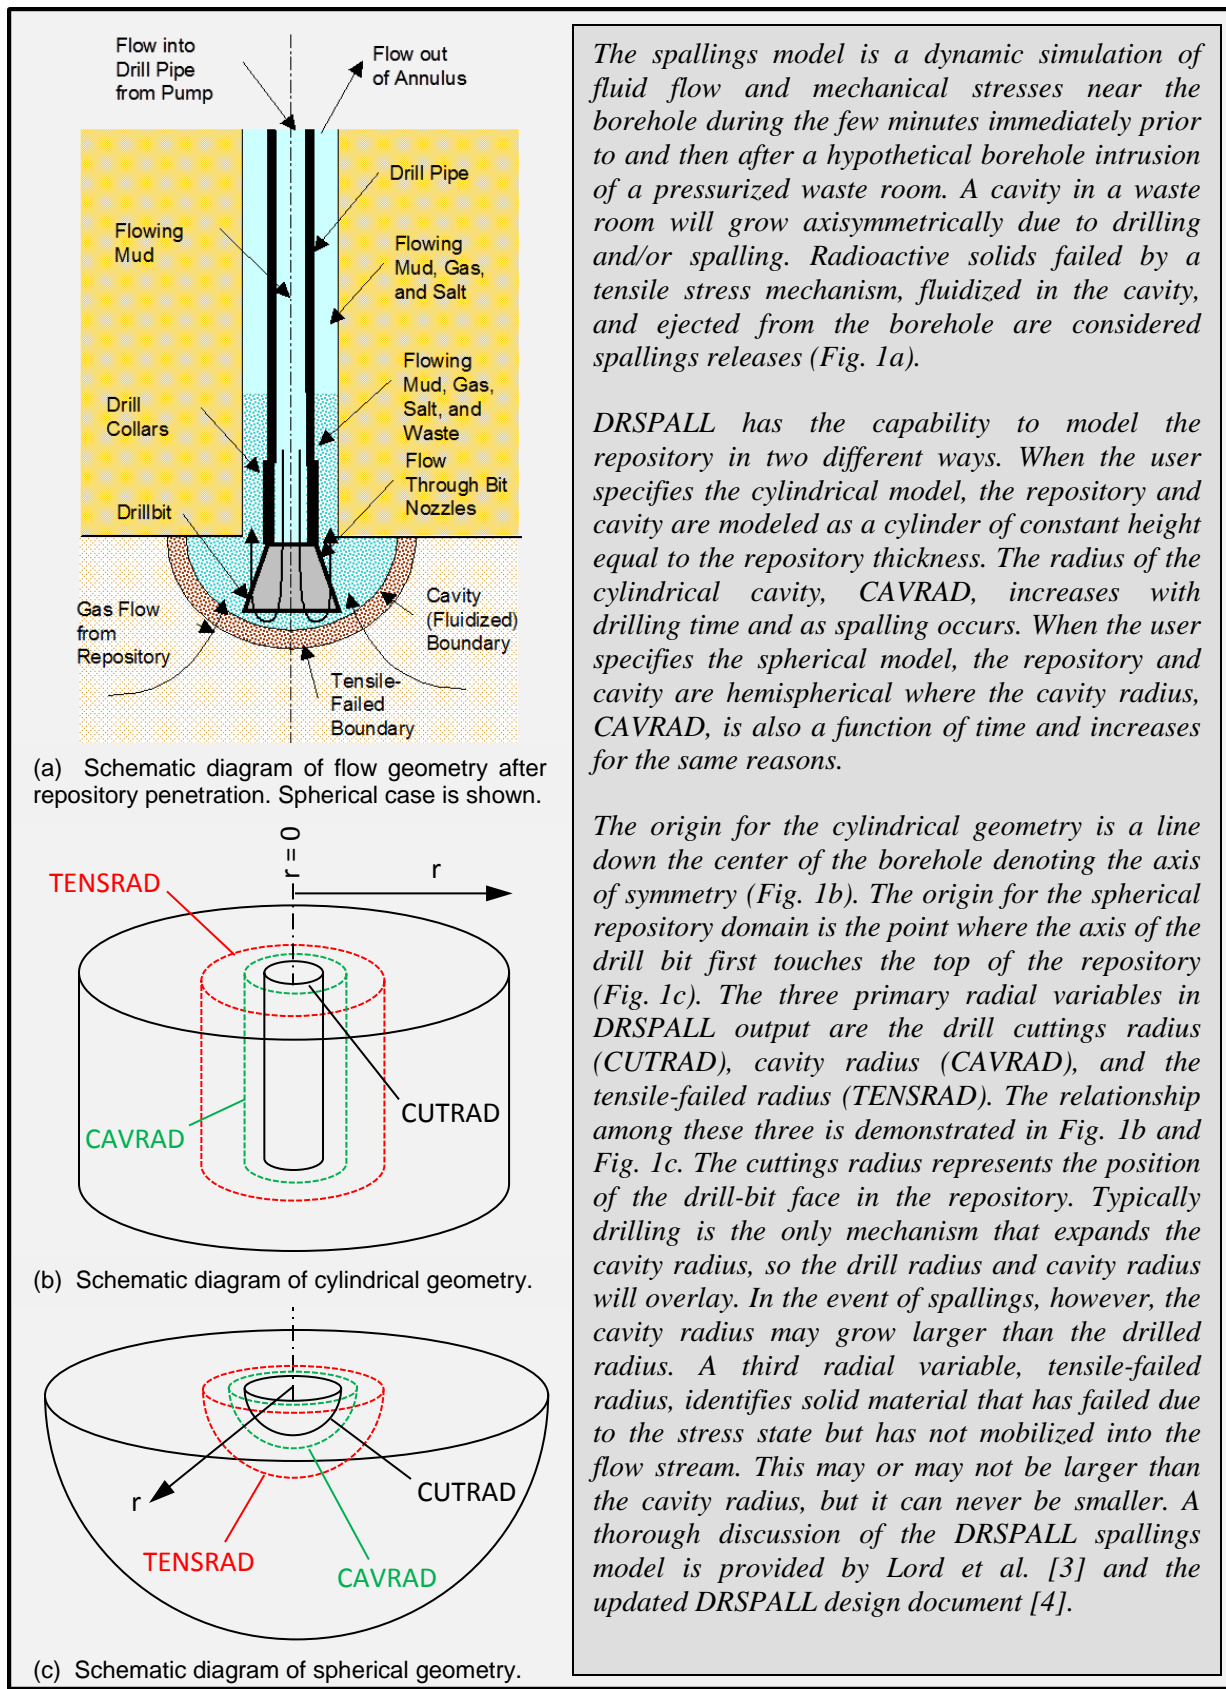 Flow into
Drill Pipe
from Pump
Flow out
of Annulus
Drill Pipe
Flowing
Mud
Flowing
Mud, Gas,
and Salt
Flowing
Mud, Gas,
Salt, and
Waste
Drill
Collars
Flow
Through Bit
Nozzles
Drillbit
Gas Flow
from
Repository
Cavity
(Fluidized)
Boundary
Tensile-
Failed
Boundary
(a) Schematic diagram of flow geometry after
repository penetration. Spherical case is shown.
r = 0
r
TENSRAD
CUTRAD
CAVRAD
(b) Schematic diagram of cylindrical geometry.
r
CUTRAD
TENSRAD
CAVRAD
(c) Schematic diagram of spherical geometry.
The spallings model is a dynamic simulation of
fluid flow and mechanical stresses near the
borehole during the few minutes immediately prior
to and then after a hypothetical borehole intrusion
of a pressurized waste room. A cavity in a waste
room will grow axisymmetrically due to drilling
and/or spalling. Radioactive solids failed by a
tensile stress mechanism, fluidized in the cavity,
and ejected from the borehole are considered
spallings releases (Fig. 1a).
DRSPALL has the capability to model the
repository in two different ways. When the user
specifies the cylindrical model, the repository and
cavity are modeled as a cylinder of constant height
equal to the repository thickness. The radius of the
cylindrical cavity, CAVRAD, increases with
drilling time and as spalling occurs. When the user
specifies the spherical model, the repository and
cavity are hemispherical where the cavity radius,
CAVRAD, is also a function of time and increases
for the same reasons.
The origin for the cylindrical geometry is a line
down the center of the borehole denoting the axis
of symmetry (Fig. 1b). The origin for the spherical
repository domain is the point where the axis of the
drill bit first touches the top of the repository
(Fig. 1c). The three primary radial variables in
DRSPALL output are the drill cuttings radius
(CUTRAD), cavity radius (CAVRAD), and the
tensile-failed radius (TENSRAD). The relationship
among these three is demonstrated in Fig. 1b and
Fig. 1c. The cuttings radius represents the position
of the drill-bit face in the repository. Typically
drilling is the only mechanism that expands the
cavity radius, so the drill radius and cavity radius
will overlay. In the event of spallings, however, the
cavity radius may grow larger than the drilled
radius. A third radial variable, tensile-failed
radius, identifies solid material that has failed due
to the stress state but has not mobilized into the
flow stream. This may or may not be larger than
the cavity radius, but it can never be smaller. A
thorough discussion of the DRSPALL spallings
model is provided by Lord et al. [3] and the
updated DRSPALL design document [4].